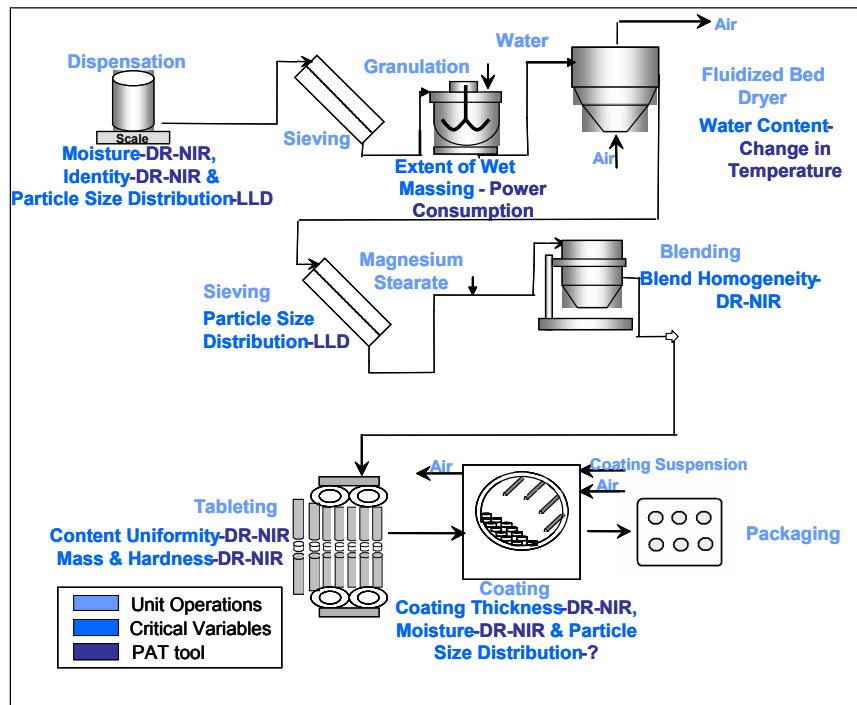 Dispensation
Scale
Moisture-DR-NIR,
Identity-DR-NIR &
Particle Size Distribution-LLD
Sieving
Granulation
Water
Extent of Wet
Massing - Power
Consumption
Air
Air
Fluidized Bed
Dryer
Water Content-
Change in
Temperature
Sieving
Particle Size
Distribution-LLD
Magnesium
Stearate
Blending
Blend Homogeneity-
DR-NIR
Tableting
Content Uniformity-DR-NIR
Mass & Hardness-DR-NIR
Air
Coating Suspension
Air
Coating
Coating Thickness-DR-NIR,
Moisture-DR-NIR & Particle
Size Distribution-?
Packaging
Unit Operations
Critical Variables
PAT tool